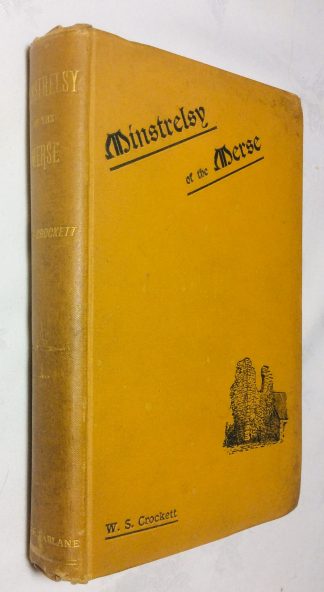 MINSTRELSY
OF THE
MERSE
CROCKETT
Minstrelsy
of the Merse
W. S. Crockett